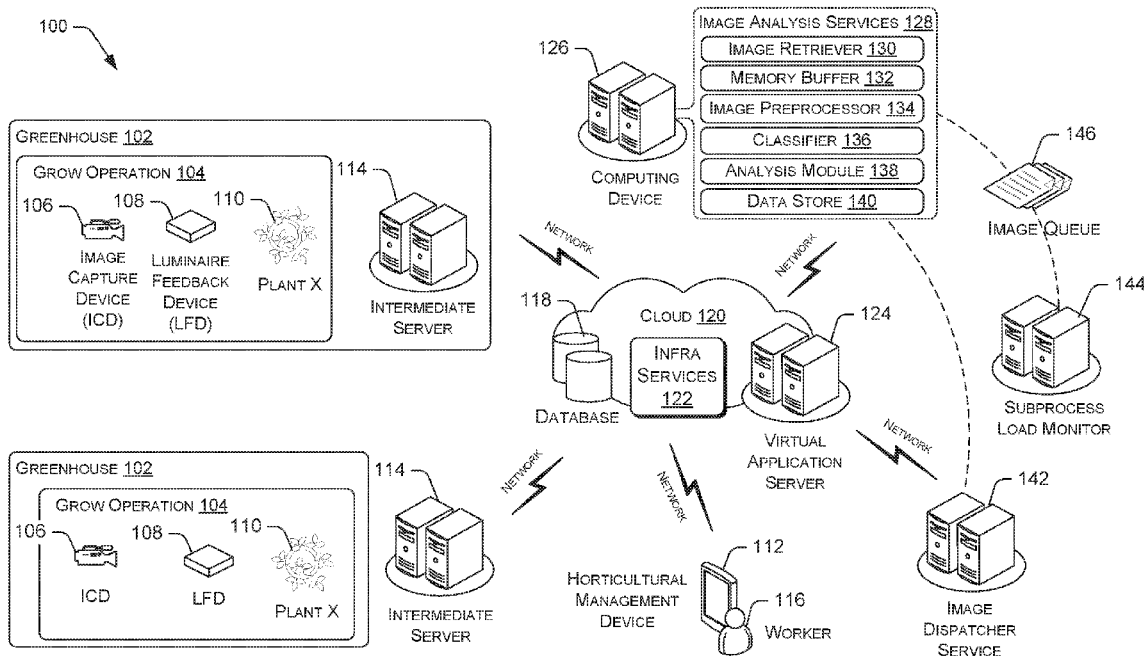 100
GREENHOUSE 102
GROW OPERATION 104
106
108
110
IMAGE
CAPTURE
DEVICE
(ICD)
LUMINAIRE
FEEDBACK
DEVICE
(LFD)
PLANT X
114
INTERMEDIATE
SERVER
NETWORK
GREENHOUSE 102
GROW OPERATION 104
106
108
110
ICD
LFD
PLANT X
114
INTERMEDIATE SERVER
NETWORK
126
COMPUTING
DEVICE
IMAGE ANALYSIS SERVICES 128
IMAGE RETRIEVER 130
MEMORY BUFFER 132
IMAGE PREPROCESSOR 134
CLASSIFIER 136
ANALYSIS MODULE 138
DATA STORE 140
NETWORK
146
IMAGE QUEUE
144
SUBPROCESS
LOAD MONITOR
118
DATABASE
CLOUD 120
INFRA
SERVICES
122
124
VIRTUAL
APPLICATION
SERVER
NETWORK
142
IMAGE
DISPATCHER
SERVICE
NETWORK
112
HORTICULTURAL
MANAGEMENT
DEVICE
116
WORKER